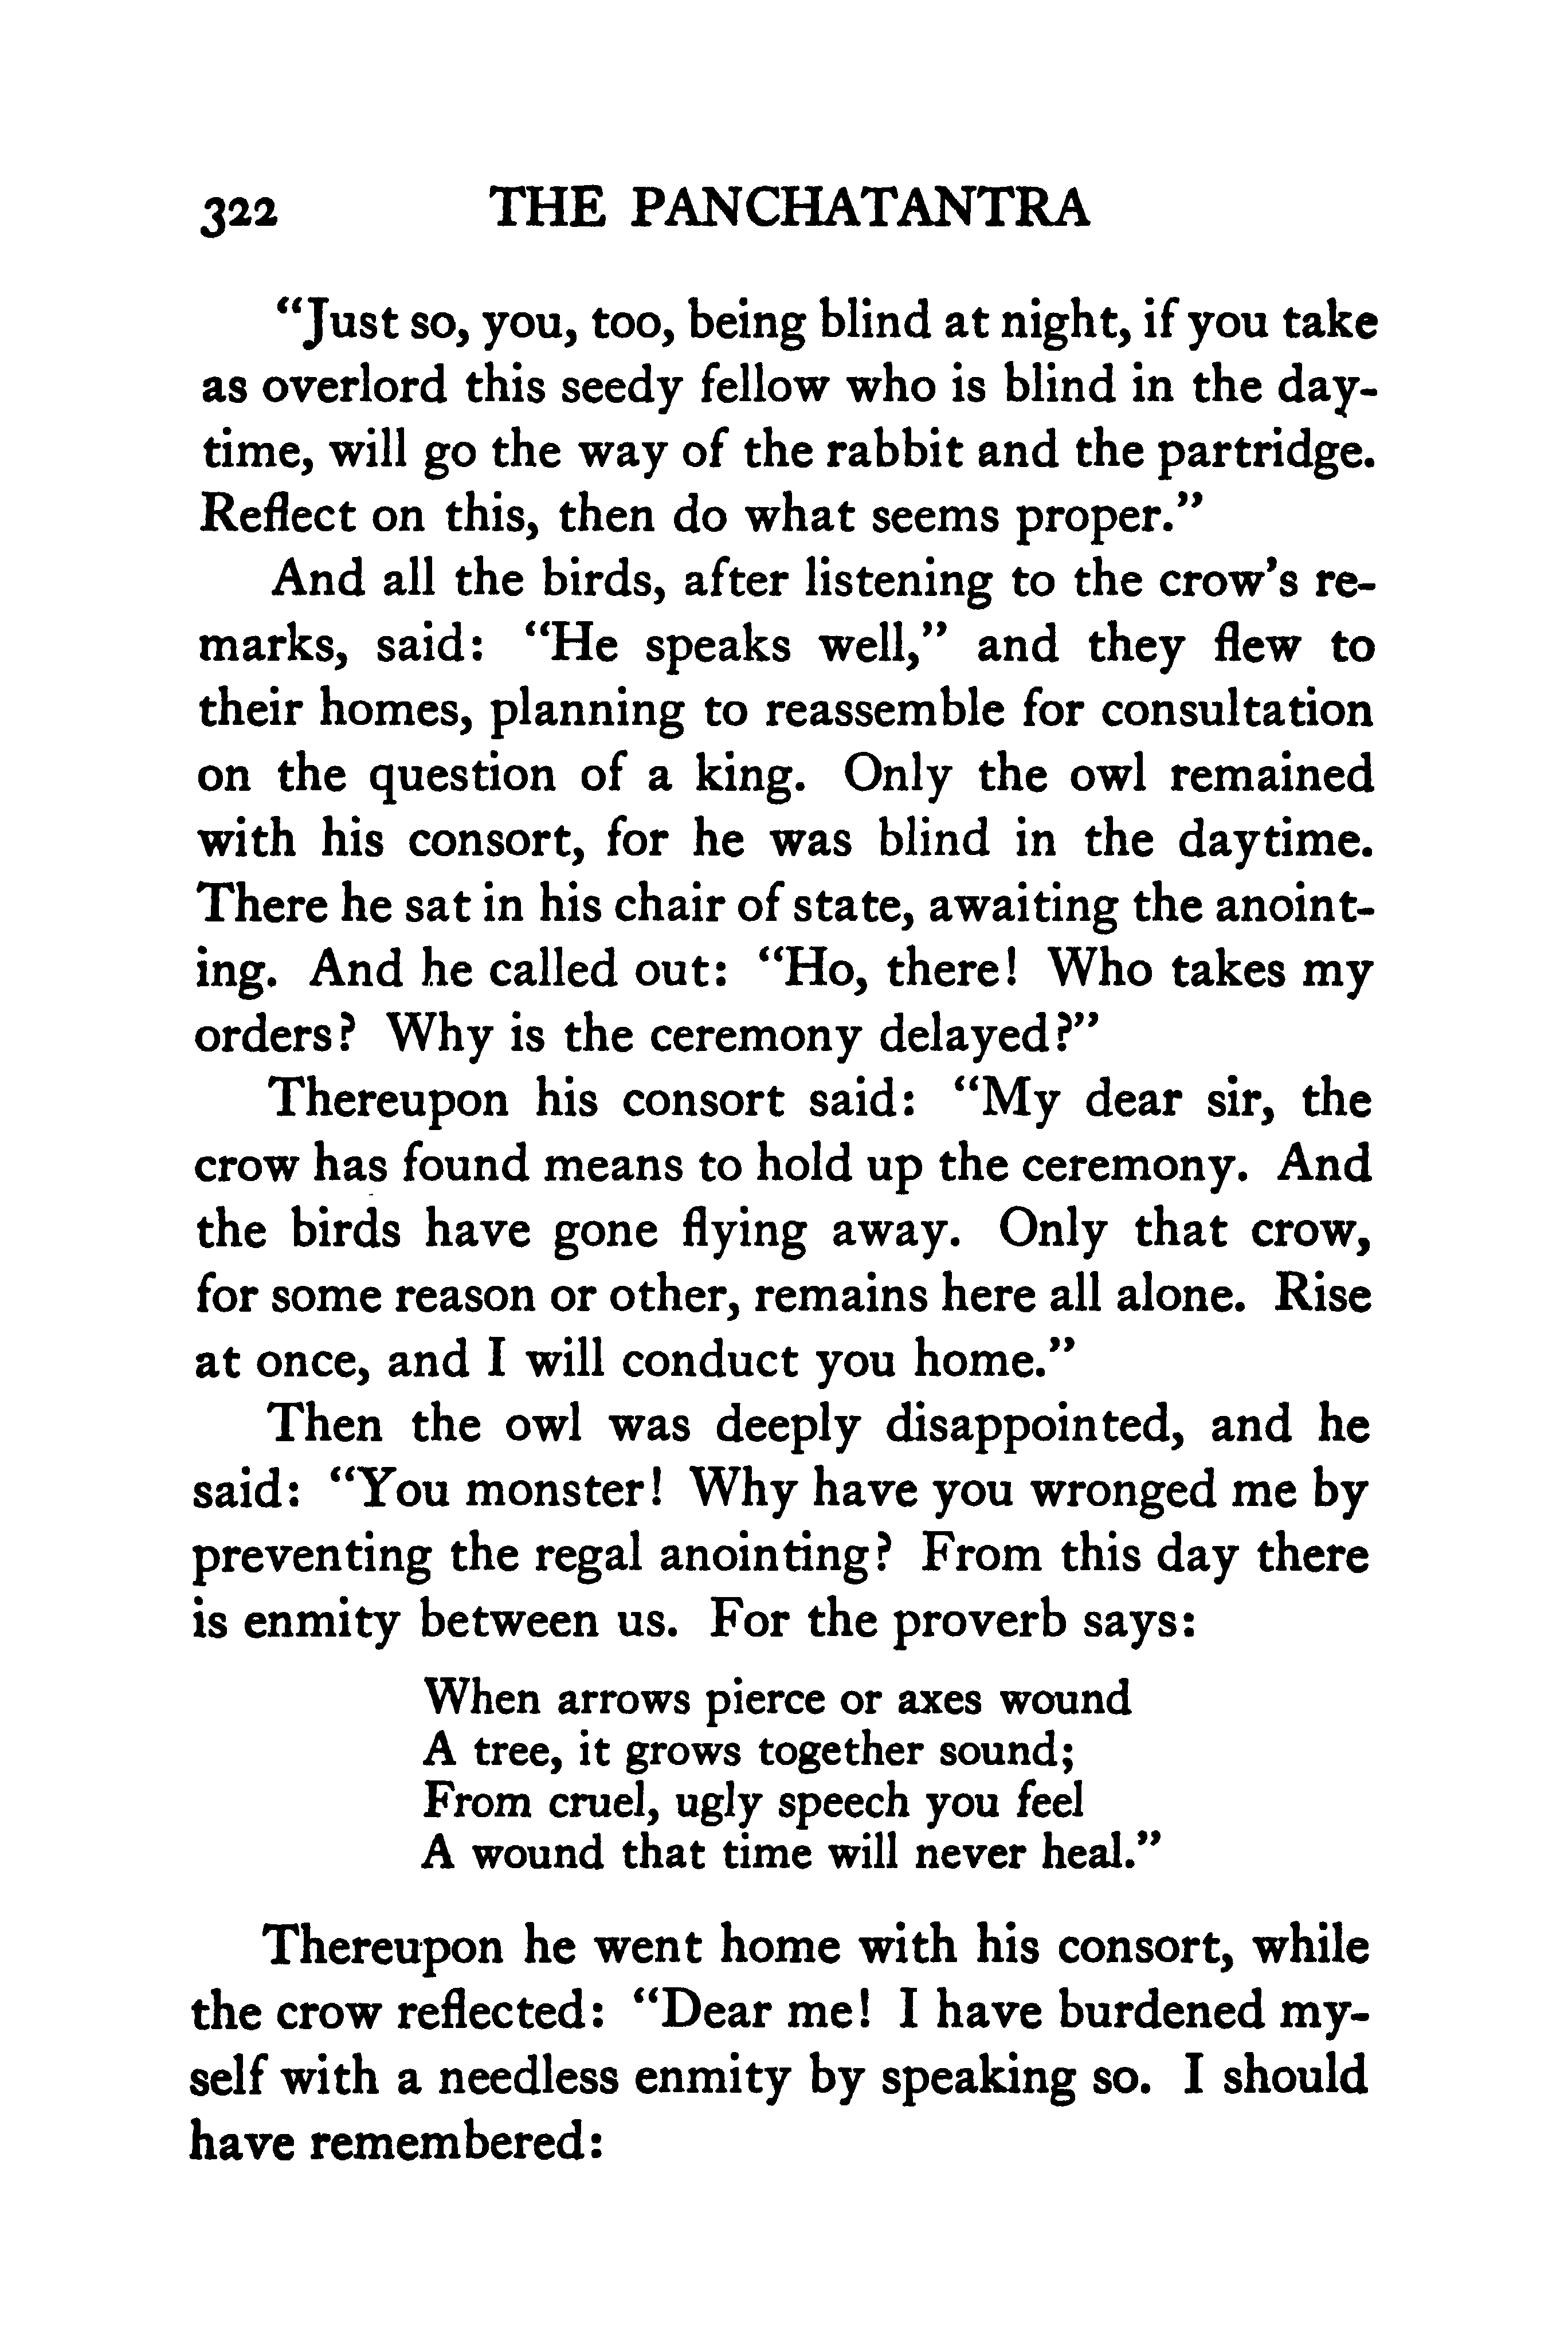 322 THE PANCHATANTRA
“Just so, you, too, being blind at night, if you take
as overlord this seedy fellow who is blind in the day-
time, will go the way of the rabbit and the partridge.
Reflect on this, then do what seems proper.”
And all the birds, after listening to the crow’s re-
marks, said: “He speaks well,” and they flew to
their homes, planning to reassemble for consultation
on the question of a king. Only the owl remained
with his consort, for he was blind in the daytime.
There he sat in his chair of state, awaiting the anoint-
ing. And he called out: “Ho, there! Who takes my
orders? Why is the ceremony delayed?”
Thereupon his consort said: “My dear sir, the
crow has found means to hold up the ceremony. And
the birds have gone flying away. Only that crow,
for some reason or other, remains here all alone. Rise
at once, and I will conduct you home.”
Then the owl was deeply disappointed, and he
said: “You monster! Why have you wronged me by
preventing the regal anointing? From this day there
is enmity between us. For the proverb says:
When arrows pierce or axes wound
A tree, it grows together sound;
From cruel, ugly speech you feel
A wound that time will never heal.”
Thereupon he went home with his consort, while
the crow reflected: “Dear me! I have burdened my-
self with a needless enmity by speaking so. I should
have remembered: